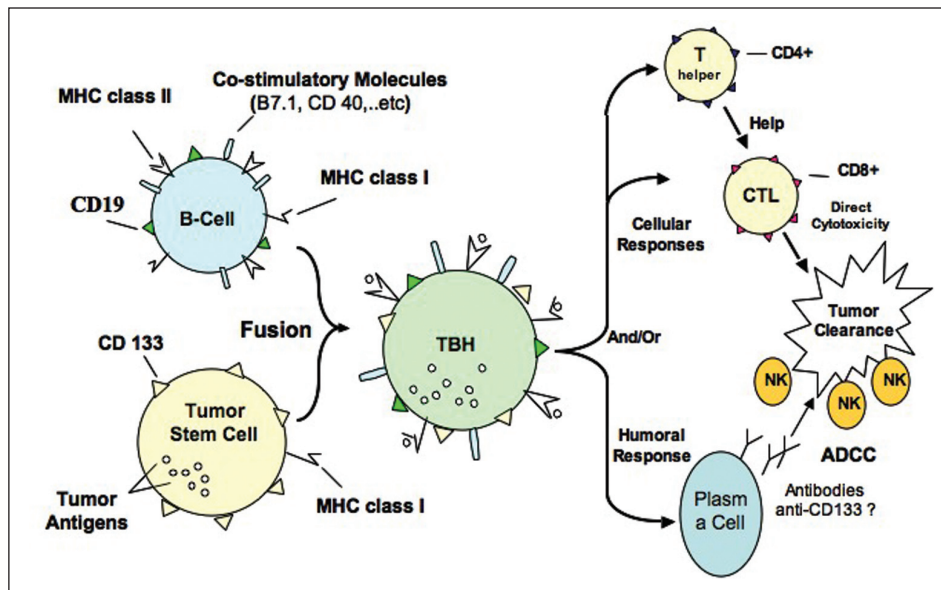 Co-stimulatory Molecules
(B7.1, CD 40,..etc)
MHC class II
MHC class I
CD19
B-Cell
Fusion
CD 133
Tumor
Stem Cell
Tumor
Antigens
MHC class I
TBH
And/Or
Cellular
Responses
Humoral
Response
T
helper
CD4+
Help
CTL
CD8+
Direct
Cytotoxicity
Tumor
Clearance
NK
NK
NK
ADCC
Plasm
a Cell
Antibodies
anti-CD133 ?